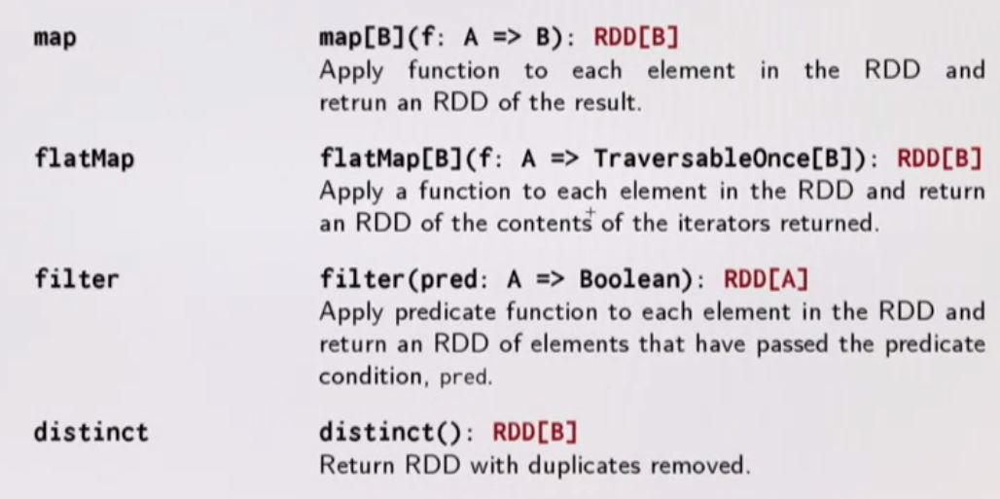 map map[B](f: A => B): RDD[B]
Apply function to each element in the RDD and
retrun an RDD of the result.
flatMap flatMap[B](f: A => TraversableOnce[B]): RDD[B]
Apply a function to each element in the RDD and return
an RDD of the contents of the iterators returned.
filter filter(pred: A => Boolean): RDD[A]
Apply predicate function to each element in the RDD and
return an RDD of elements that have passed the predicate
condition, pred.
distinct distinct(): RDD[B]
Return RDD with duplicates removed.